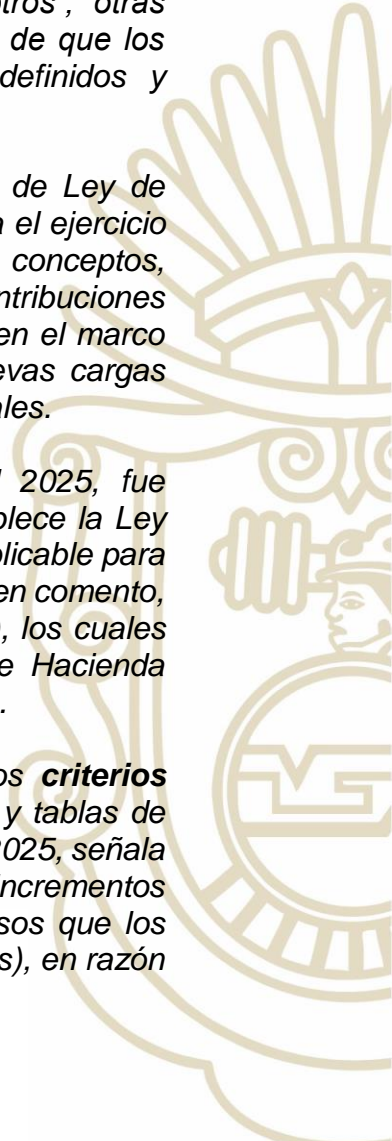 otros", otras
de que los
definidos y
de Ley de
el ejercicio
conceptos,
ntribuciones
en el marco
evas cargas
ales.
2025, fue
blece la Ley
plicable para
en comento,
, los cuales
e Hacienda
.
os criterios
y tablas de
2025, señala
incrementos
sos que los
s), en razón